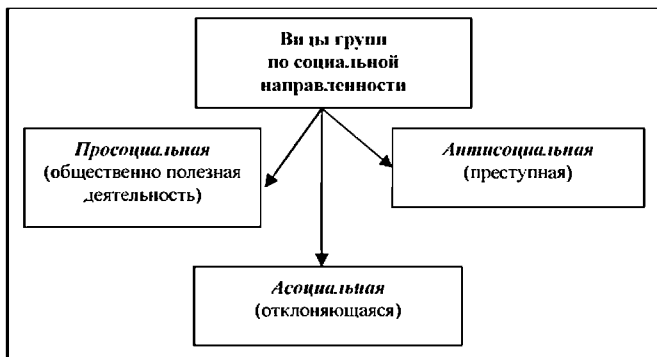 Виды групп
по социальной
направленности
Просоциальная
(общественно полезная
деятельность)
Антисоциальная
(преступная)
Асоциальная
(отклоняющаяся)